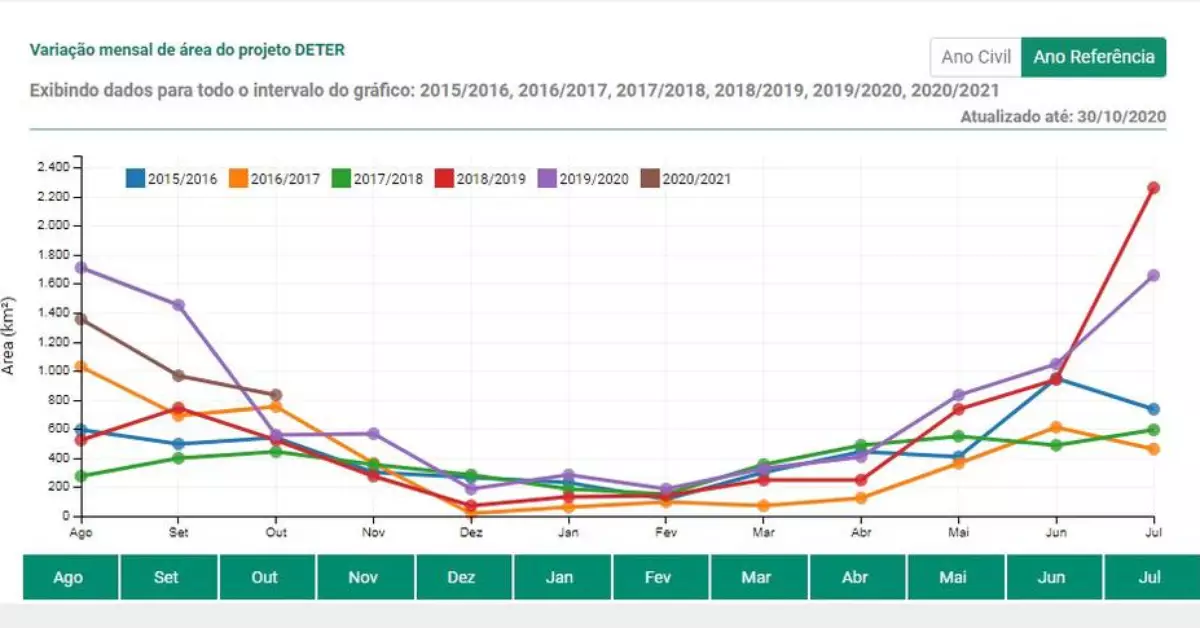 Variação mensal de área do projeto DETER
Ano Civil Ano Referência
Exibindo dados para todo o intervalo do gráfico: 2015/2016, 2016/2017, 2017/2018, 2018/2019, 2019/2020, 2020/2021
Atualizado até: 30/10/2020
2015/2016 2016/2017 2017/2018 2018/2019 2019/2020 2020/2021
Area (km²)
2.400
2.200
2.000
1.800
1.600
1.400
1.200
1.000
800
600
400
200
0
Ago Set Out Nov Dez Jan Fev Mar Abr Mai Jun Jul
Ago Set Out Nov Dez Jan Fev Mar Abr Mai Jun Jul